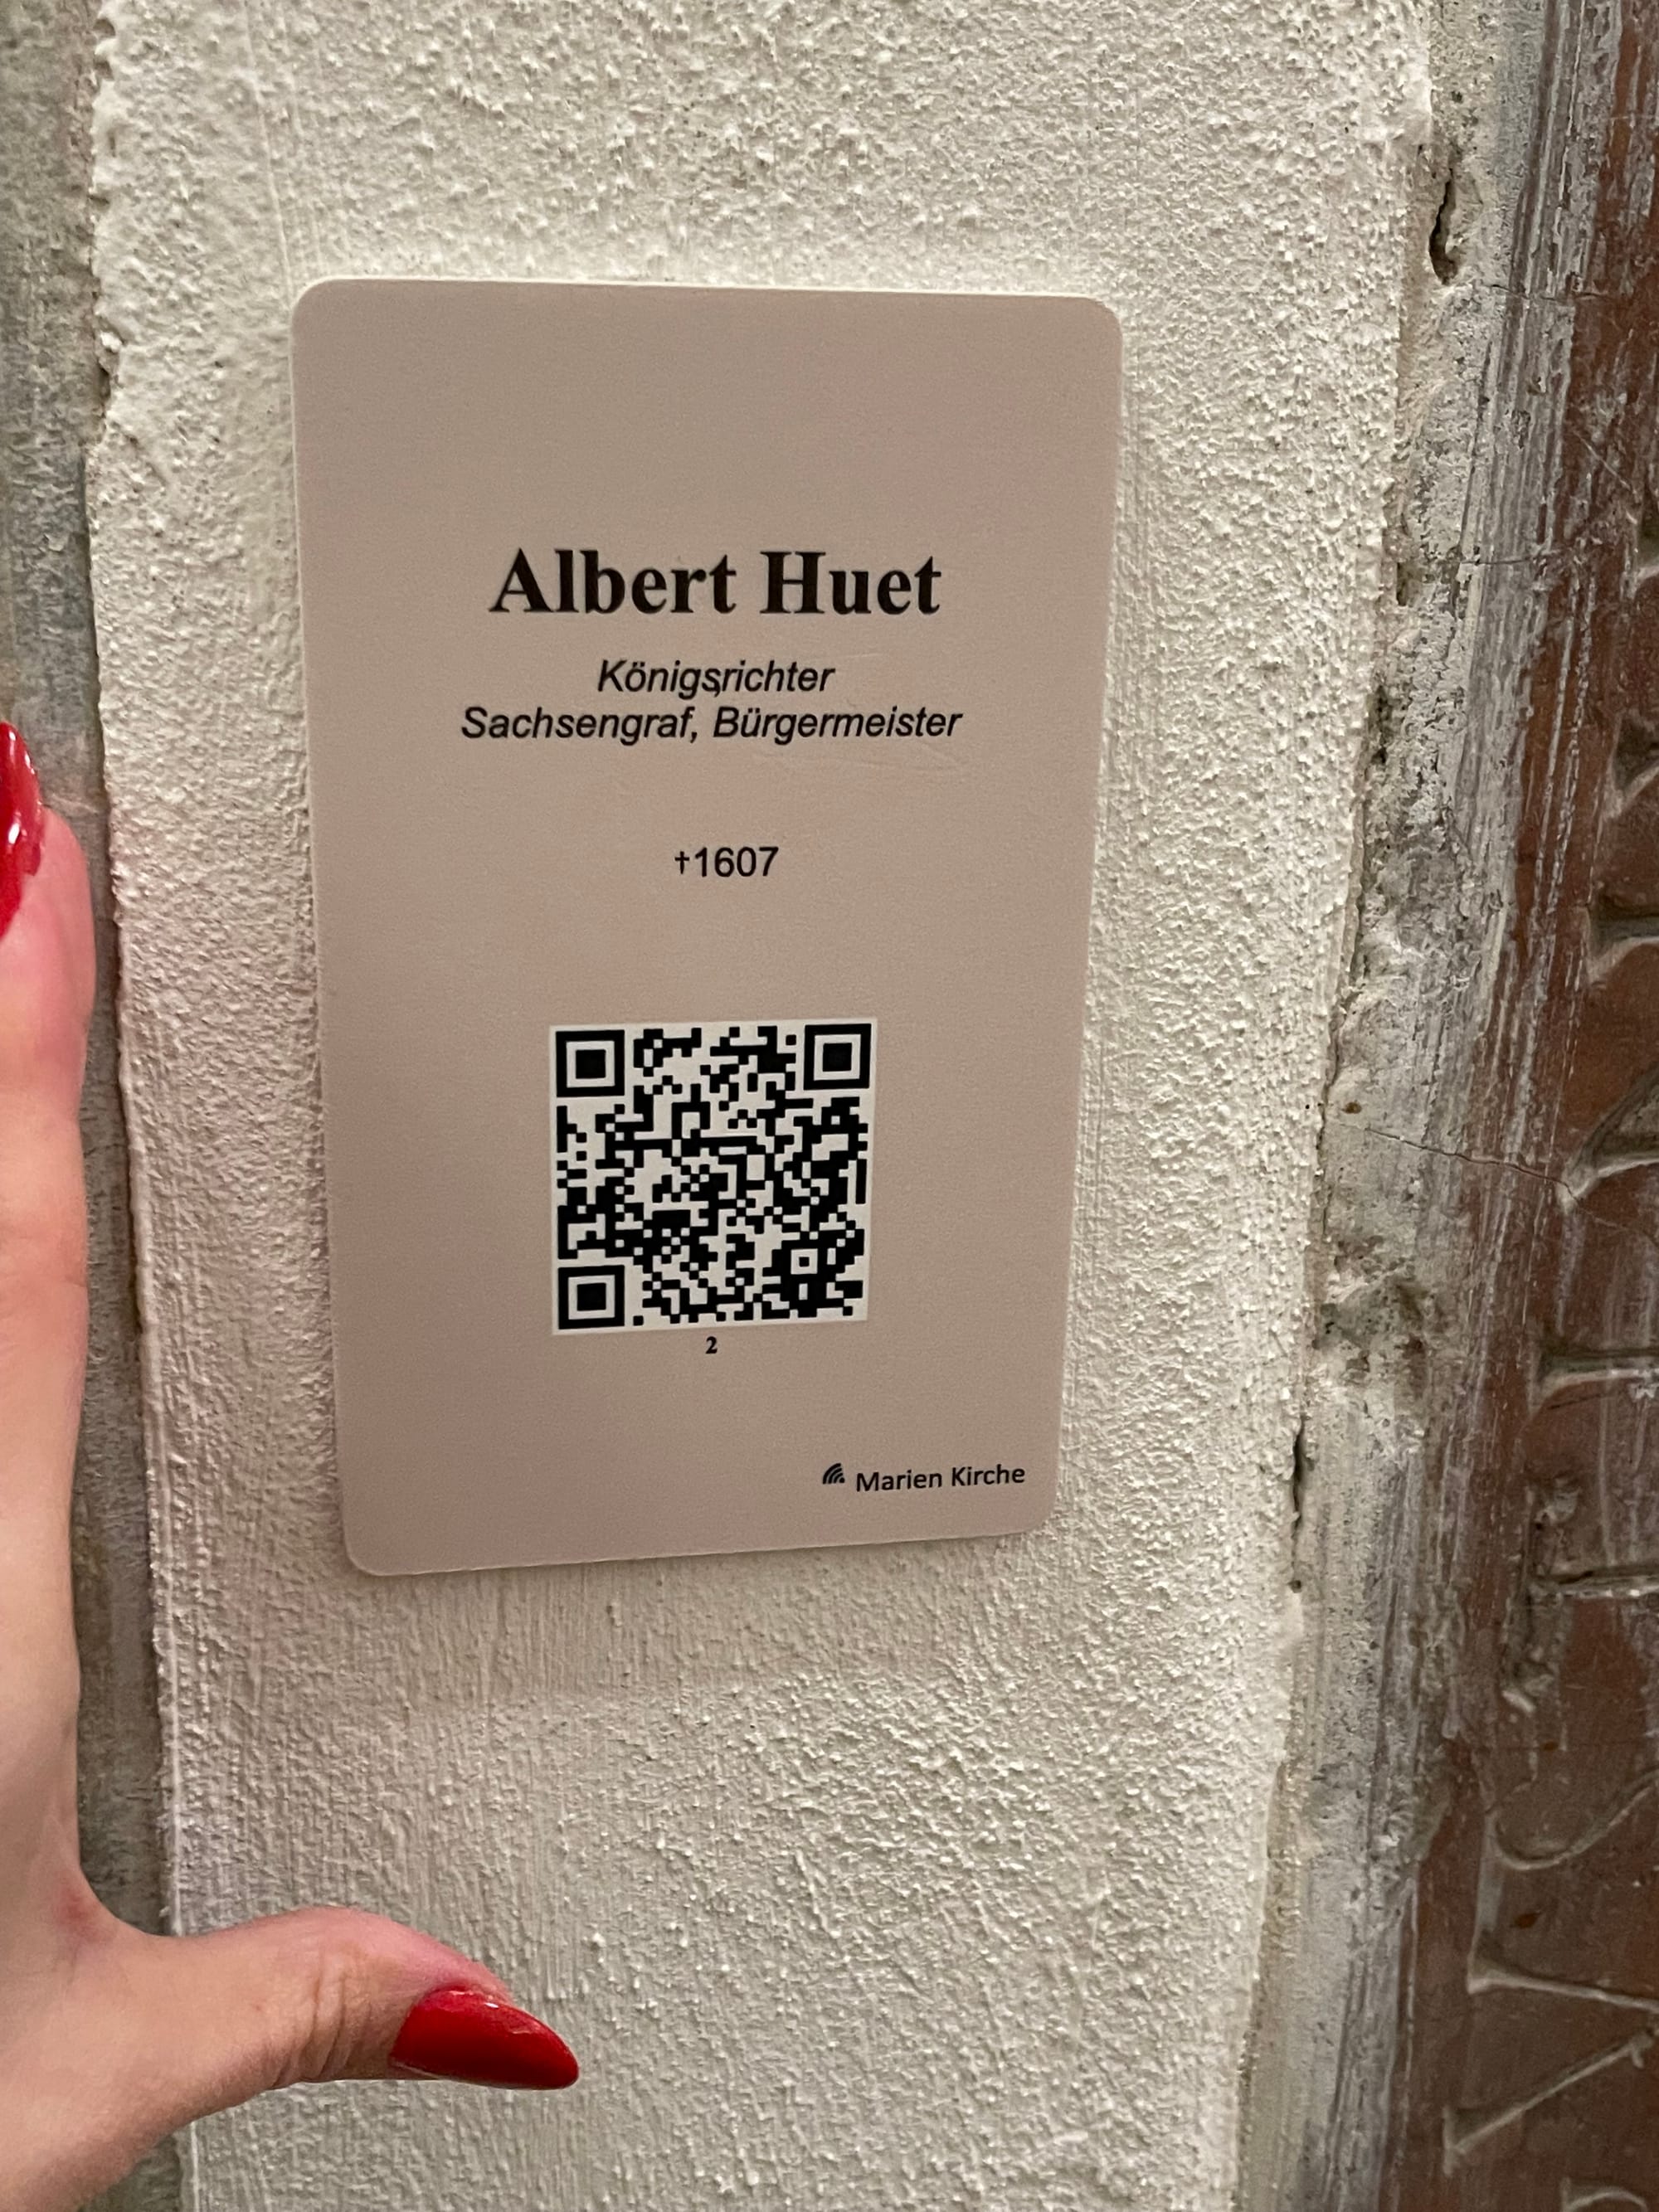 Albert Huet
Königsrichter
Sachsengraf, Bürgermeister
†1607
2
Marien Kirche